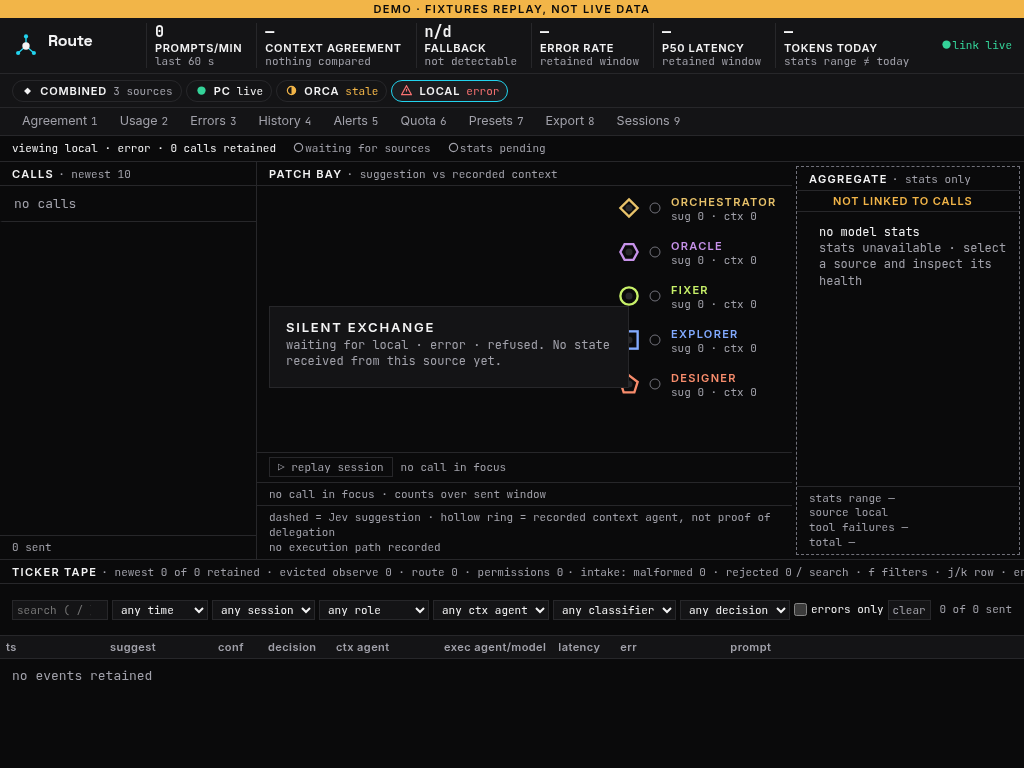 DEMO · FIXTURES REPLAY, NOT LIVE DATA
Route
0
PROMPTS/MIN
last 60 s
—
CONTEXT AGREEMENT
nothing compared
n/d
FALLBACK
not detectable
—
ERROR RATE
retained window
—
P50 LATENCY
retained window
—
TOKENS TODAY
stats range ≠ today
link live
COMBINED 3 sources
PC live
ORCA stale
LOCAL error
Agreement 1
Usage 2
Errors 3
History 4
Alerts 5
Quota 6
Presets 7
Export 8
Sessions 9
viewing local · error · 0 calls retained
waiting for sources
stats pending
CALLS · newest 10
no calls
0 sent
PATCH BAY · suggestion vs recorded context
ORCHESTRATOR
sug 0 · ctx 0
ORACLE
sug 0 · ctx 0
FIXER
sug 0 · ctx 0
EXPLORER
sug 0 · ctx 0
DESIGNER
sug 0 · ctx 0
SILENT EXCHANGE
waiting for local · error · refused. No state
received from this source yet.
▷ replay session
no call in focus
no call in focus · counts over sent window
dashed = Jev suggestion · hollow ring = recorded context agent, not proof of
delegation
no execution path recorded
AGGREGATE · stats only
NOT LINKED TO CALLS
no model stats
stats unavailable · select
a source and inspect its
health
stats range —
source local
tool failures —
total —
TICKER TAPE · newest 0 of 0 retained · evicted observe 0 · route 0 · permissions 0 · intake: malformed 0 · rejected 0 / search · f filters · j/k row · en
search ( /
any time
any session
any role
any ctx agent
any classifier
any decision
errors only
clear
0 of 0 sent
ts suggest conf decision ctx agent exec agent/model latency err prompt
no events retained